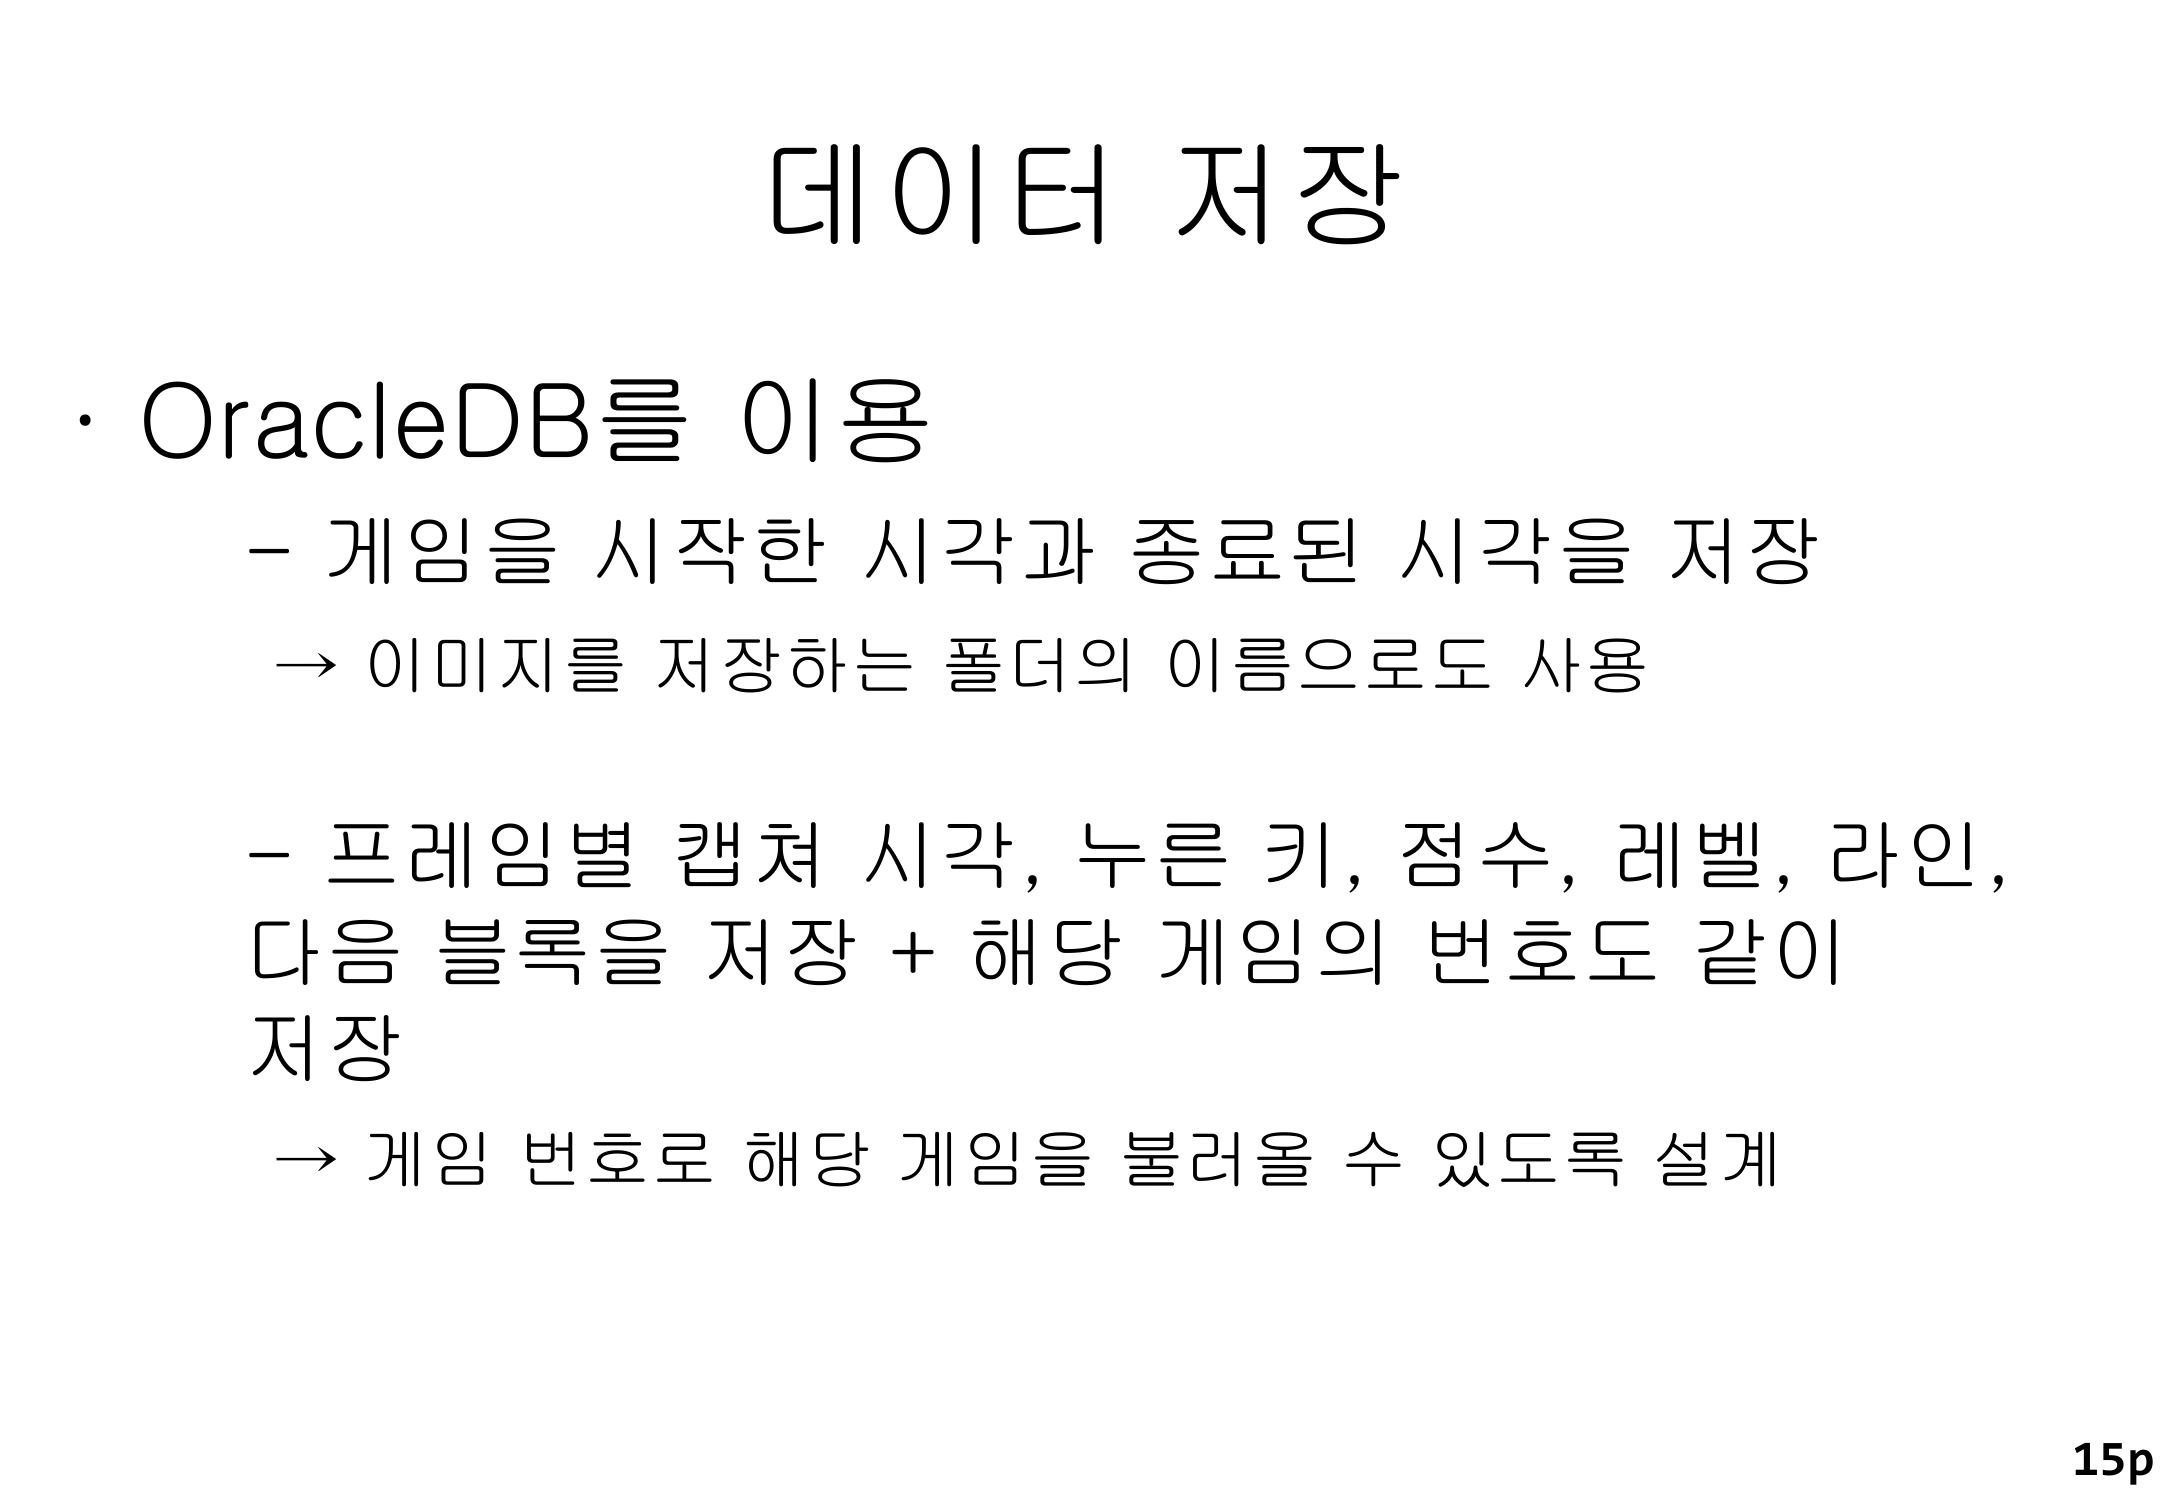 데이터 저장
· OracleDB를 이용
- 게임을 시작한 시각과 종료된 시각을 저장
→ 이미지를 저장하는 폴더의 이름으로도 사용
- 프레임별 캡쳐 시각, 누른 키, 점수, 레벨, 라인,
다음 블록을 저장 + 해당 게임의 번호도 같이
저장
→ 게임 번호로 해당 게임을 불러올 수 있도록 설계
15p